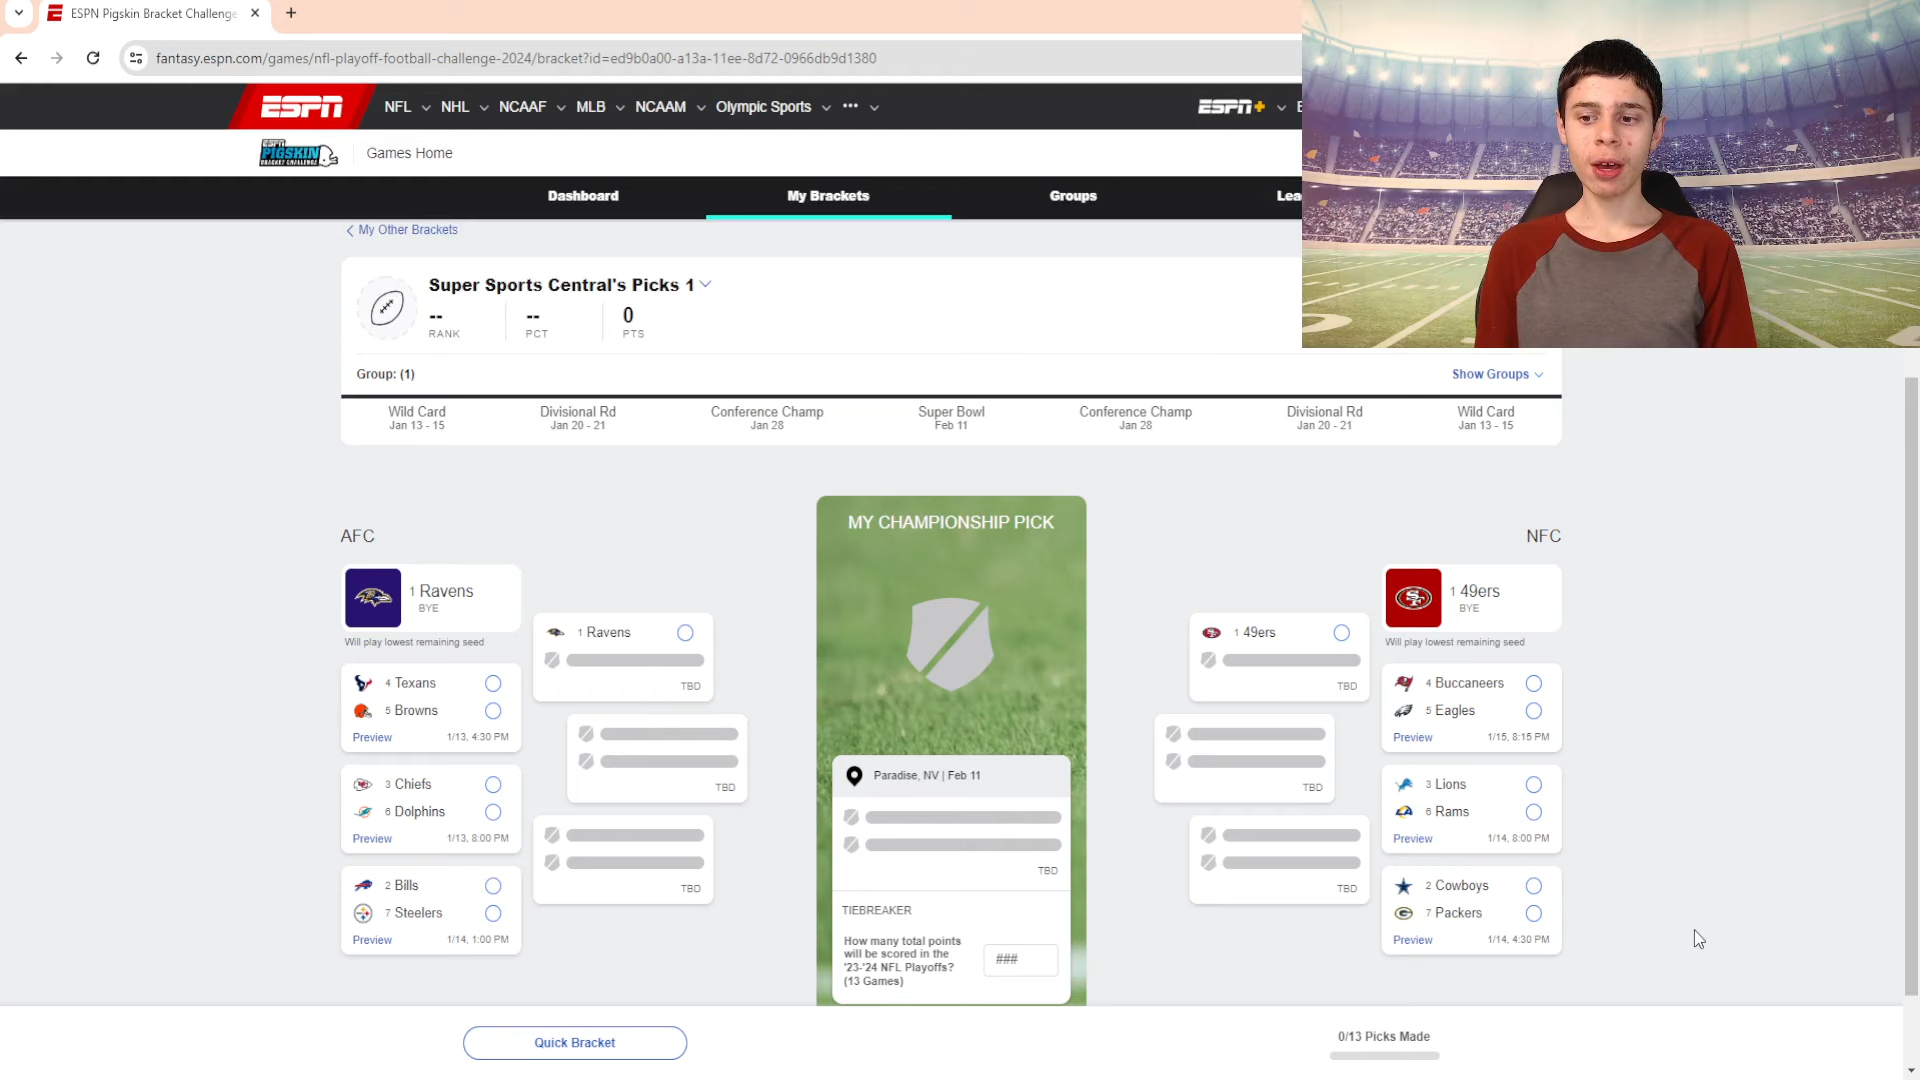 ESPN Pigskin Bracket Challenge
fantasy.espn.com/games/nfl-playoff-football-challenge-2024/bracket?id=ed9b0a00-a13a-11ee-8d72-0966db9d1380
ESPN NFL NHL NCAAF MLB NCAAM Olympic Sports ••• ESPN+ E
ESPN PIGSKIN BRACKET CHALLENGE Games Home
Dashboard My Brackets Groups Lea
My Other Brackets
Super Sports Central's Picks 1
-- -- 0
RANK PCT PTS
Group: (1) Show Groups
Wild Card Divisional Rd Conference Champ Super Bowl Conference Champ Divisional Rd Wild Card
Jan 13 - 15 Jan 20 - 21 Jan 28 Feb 11 Jan 28 Jan 20 - 21 Jan 13 - 15
AFC
1 Ravens
BYE
Will play lowest remaining seed
4 Texans
5 Browns
Preview 1/13, 4:30 PM
3 Chiefs
6 Dolphins
Preview 1/13, 8:00 PM
2 Bills
7 Steelers
Preview 1/14, 1:00 PM
1 Ravens
TBD
TBD
TBD
MY CHAMPIONSHIP PICK
Paradise, NV | Feb 11
TBD
TIEBREAKER
How many total points
will be scored in the
'23-'24 NFL Playoffs?
(13 Games)
###
1 49ers
TBD
TBD
TBD
NFC
1 49ers
BYE
Will play lowest remaining seed
4 Buccaneers
5 Eagles
Preview 1/15, 8:15 PM
3 Lions
6 Rams
Preview 1/14, 8:00 PM
2 Cowboys
7 Packers
Preview 1/14, 4:30 PM
Quick Bracket
0/13 Picks Made